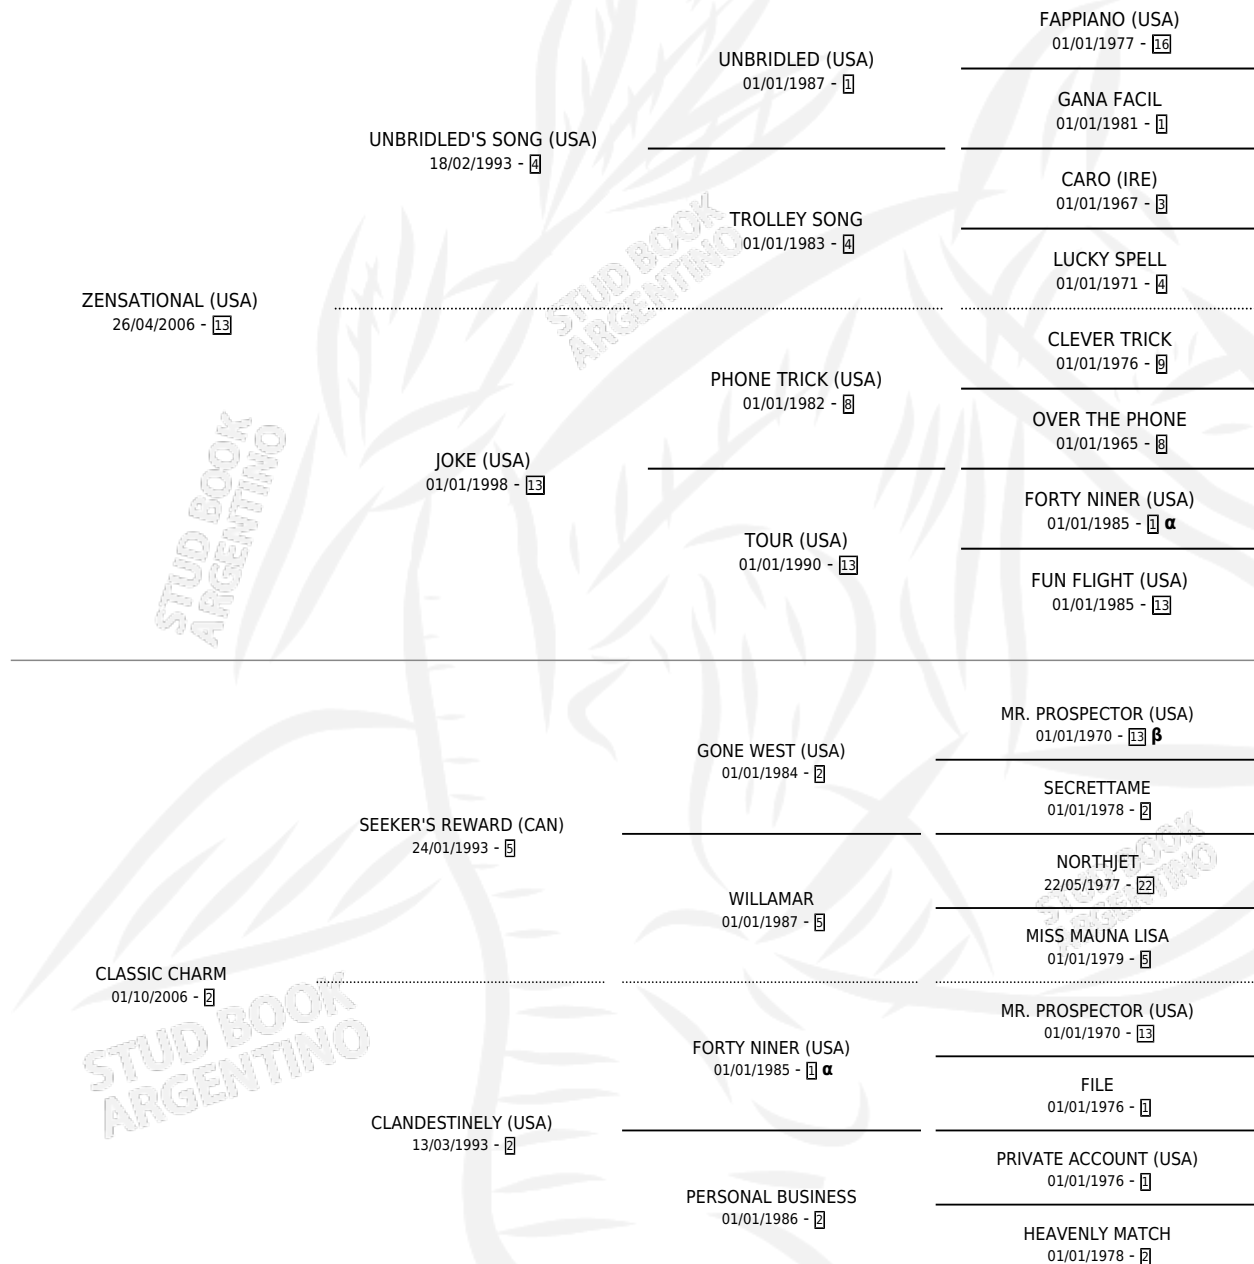 FAPPIANO (USA)
01/01/1977 - 16
UNBRIDLED (USA)
01/01/1987 - 1
GANA FACIL
01/01/1981 - 1
UNBRIDLED'S SONG (USA)
18/02/1993 - 4
CARO (IRE)
01/01/1967 - 3
TROLLEY SONG
01/01/1983 - 4
LUCKY SPELL
01/01/1971 - 4
ZENSATIONAL (USA)
26/04/2006 - 13
CLEVER TRICK
01/01/1976 - 9
PHONE TRICK (USA)
01/01/1982 - 8
OVER THE PHONE
01/01/1965 - 8
JOKE (USA)
01/01/1998 - 13
FORTY NINER (USA)
01/01/1985 - 1 α
TOUR (USA)
01/01/1990 - 13
FUN FLIGHT (USA)
01/01/1985 - 13
MR. PROSPECTOR (USA)
01/01/1970 - 13 β
GONE WEST (USA)
01/01/1984 - 2
SECRETTAME
01/01/1978 - 2
SEEKER'S REWARD (CAN)
24/01/1993 - 5
NORTHJET
22/05/1977 - 22
WILLAMAR
01/01/1987 - 5
MISS MAUNA LISA
01/01/1979 - 5
CLASSIC CHARM
01/10/2006 - 2
MR. PROSPECTOR (USA)
01/01/1970 - 13
FORTY NINER (USA)
01/01/1985 - 1 α
FILE
01/01/1976 - 1
CLANDESTINELY (USA)
13/03/1993 - 2
PRIVATE ACCOUNT (USA)
01/01/1976 - 1
PERSONAL BUSINESS
01/01/1986 - 2
HEAVENLY MATCH
01/01/1978 - 2
STUD BOOK
ARGENTINO
STUD BOOK
ARGENTINO
STUD BOOK
ARGENTINO
STUD BOOK
ARGENTINO